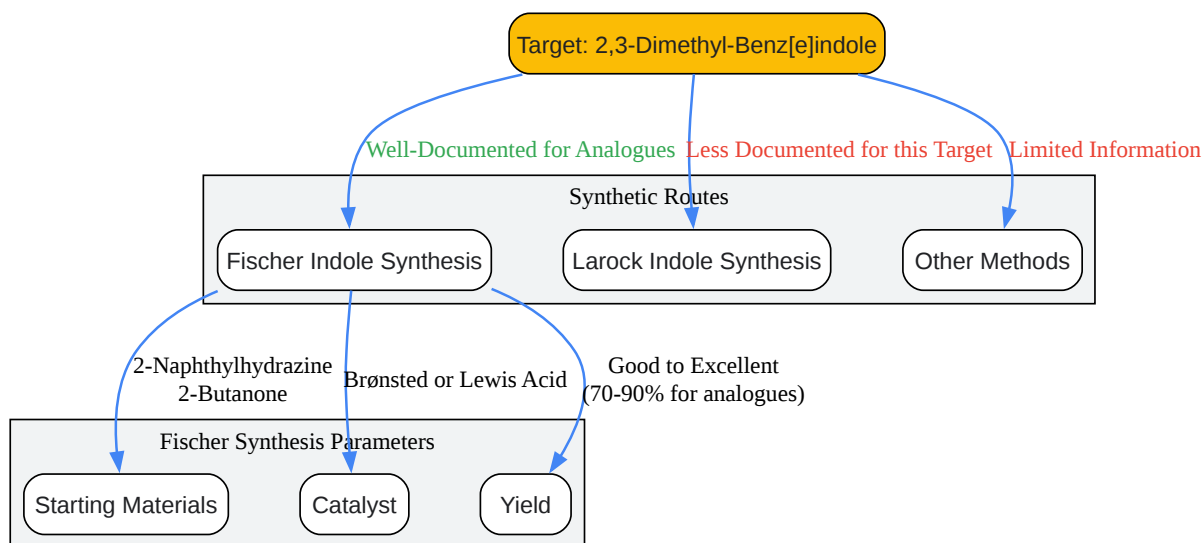 Target: 2,3-Dimethyl-Benz[e]indole
Well-Documented for Analogues
Less Documented for this Target
Limited Information
Synthetic Routes
Fischer Indole Synthesis
Larock Indole Synthesis
Other Methods
2-Naphthylhydrazine
2-Butanone
Brønsted or Lewis Acid
Good to Excellent
(70-90% for analogues)
Fischer Synthesis Parameters
Starting Materials
Catalyst
Yield